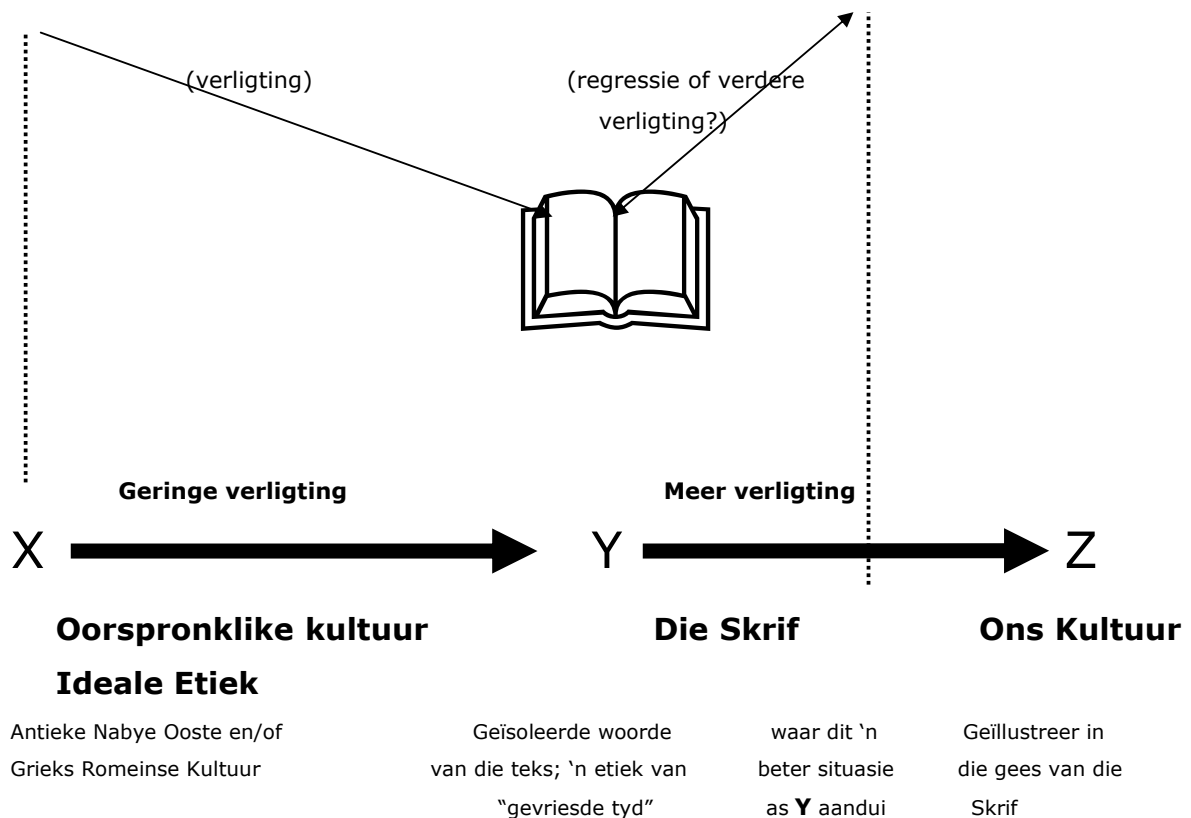 (verligting) (regressie of verdere
verligting?)
Geringe verligting Meer verligting
X Y Z
Oorspronklike kultuur Die Skrif Ons Kultuur
Ideale Etiek
Antieke Nabye Ooste en/of Geïsoleerde woorde waar dit ‘n Geïllustreer in
Grieks Romeinse Kultuur van die teks; ‘n etiek van beter situasie die gees van die
“gevriesde tyd” as Y aandui Skrif